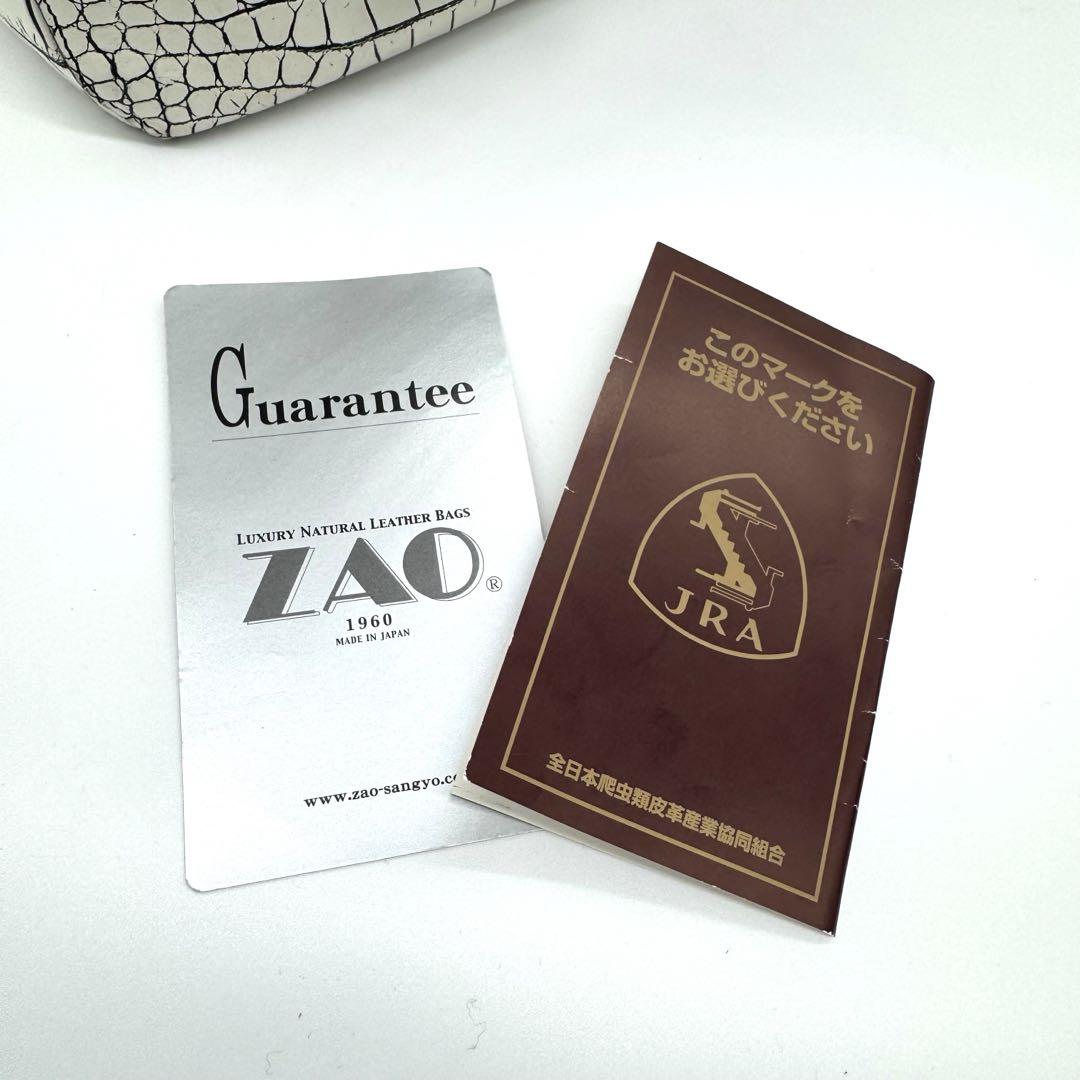 Guarantee
LUXURY NATURAL LEATHER BAGS
ZAO®
1960
MADE IN JAPAN
www.zao-sangyo.c
このマークを
お選びください
JRA
全日本爬虫類皮革産業協同組合